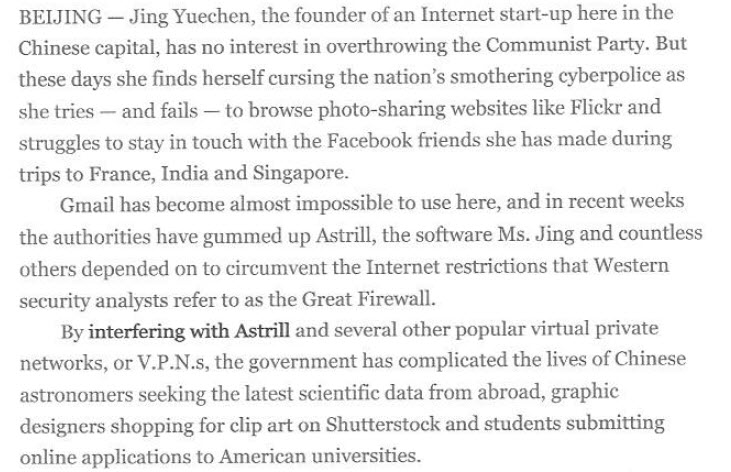 BEIJING — Jing Yuechen, the founder of an Internet start-up here in the
Chinese capital, has no interest in overthrowing the Communist Party. But
these days she finds herself cursing the nation's smothering cyberpolice as
she tries — and fails — to browse photo-sharing websites like Flickr and
struggles to stay in touch with the Facebook friends she has made during
trips to France, India and Singapore.
Gmail has become almost impossible to use here, and in recent weeks
the authorities have gummed up Astrill, the software Ms. Jing and countless
others depended on to circumvent the Internet restrictions that Western
security analysts refer to as the Great Firewall.
By interfering with Astrill and several other popular virtual private
networks, or V.P.N.s, the government has complicated the lives of Chinese
astronomers seeking the latest scientific data from abroad, graphic
designers shopping for clip art on Shutterstock and students submitting
online applications to American universities.